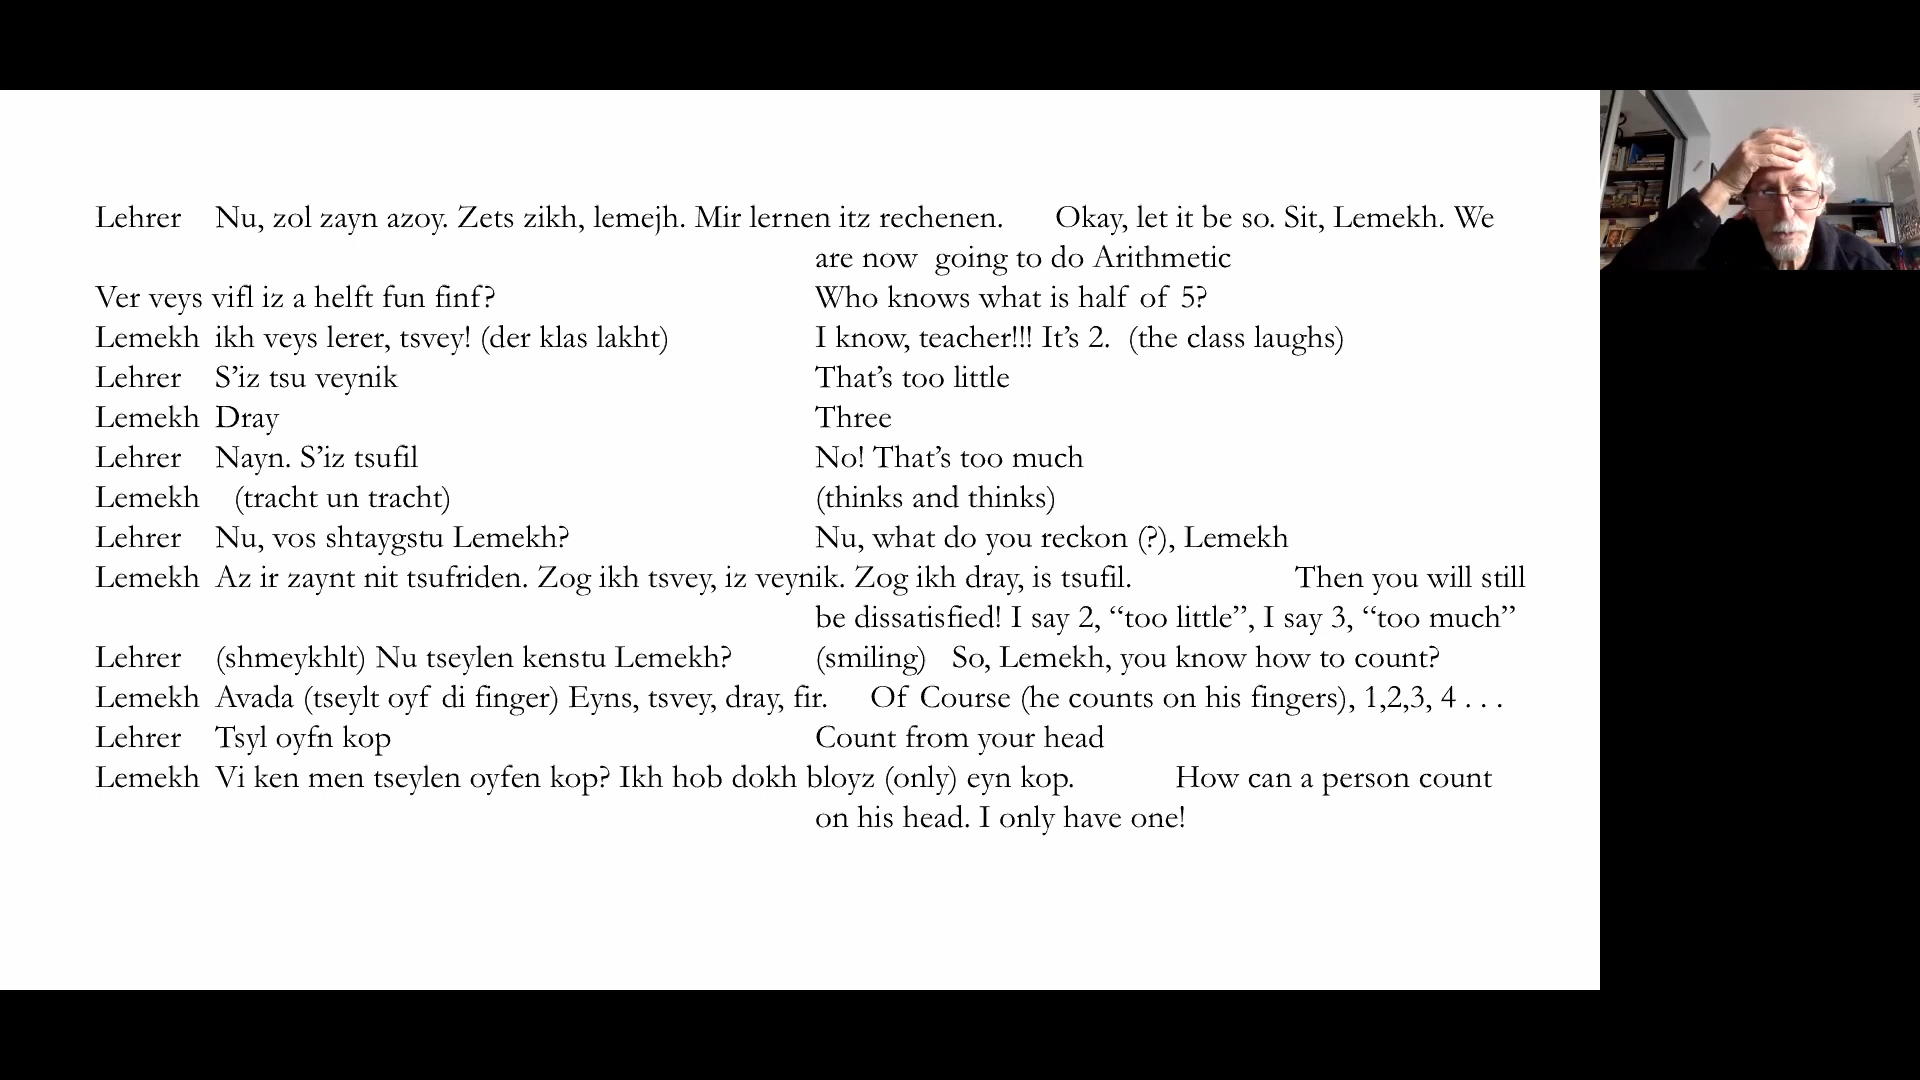 Lehrer Nu, zol zayn azoy. Zets zikh, lemejh. Mir lernen itz rechenen. Okay, let it be so. Sit, Lemekh. We
are now going to do Arithmetic
Ver veys vifl iz a helft fun finf? Who knows what is half of 5?
Lemekh ikh veys lerer, tsvey! (der klas lakht) I know, teacher!!! It’s 2. (the class laughs)
Lehrer S’iz tsu veynik That’s too little
Lemekh Dray Three
Lehrer Nayn. S’iz tsufil No! That’s too much
Lemekh (tracht un tracht) (thinks and thinks)
Lehrer Nu, vos shtaygstu Lemekh? Nu, what do you reckon (?), Lemekh
Lemekh Az ir zaynt nit tsufriden. Zog ikh tsvey, iz veynik. Zog ikh dray, is tsufil. Then you will still
be dissatisfied! I say 2, “too little”, I say 3, “too much”
Lehrer (shmeykhlt) Nu tseylen kenstu Lemekh? (smiling) So, Lemekh, you know how to count?
Lemekh Avada (tseylt oyf di finger) Eyns, tsvey, dray, fir. Of Course (he counts on his fingers), 1,2,3, 4 . . .
Lehrer Tsyl oyfn kop Count from your head
Lemekh Vi ken men tseylen oyfen kop? Ikh hob dokh bloyz (only) eyn kop. How can a person count
on his head. I only have one!